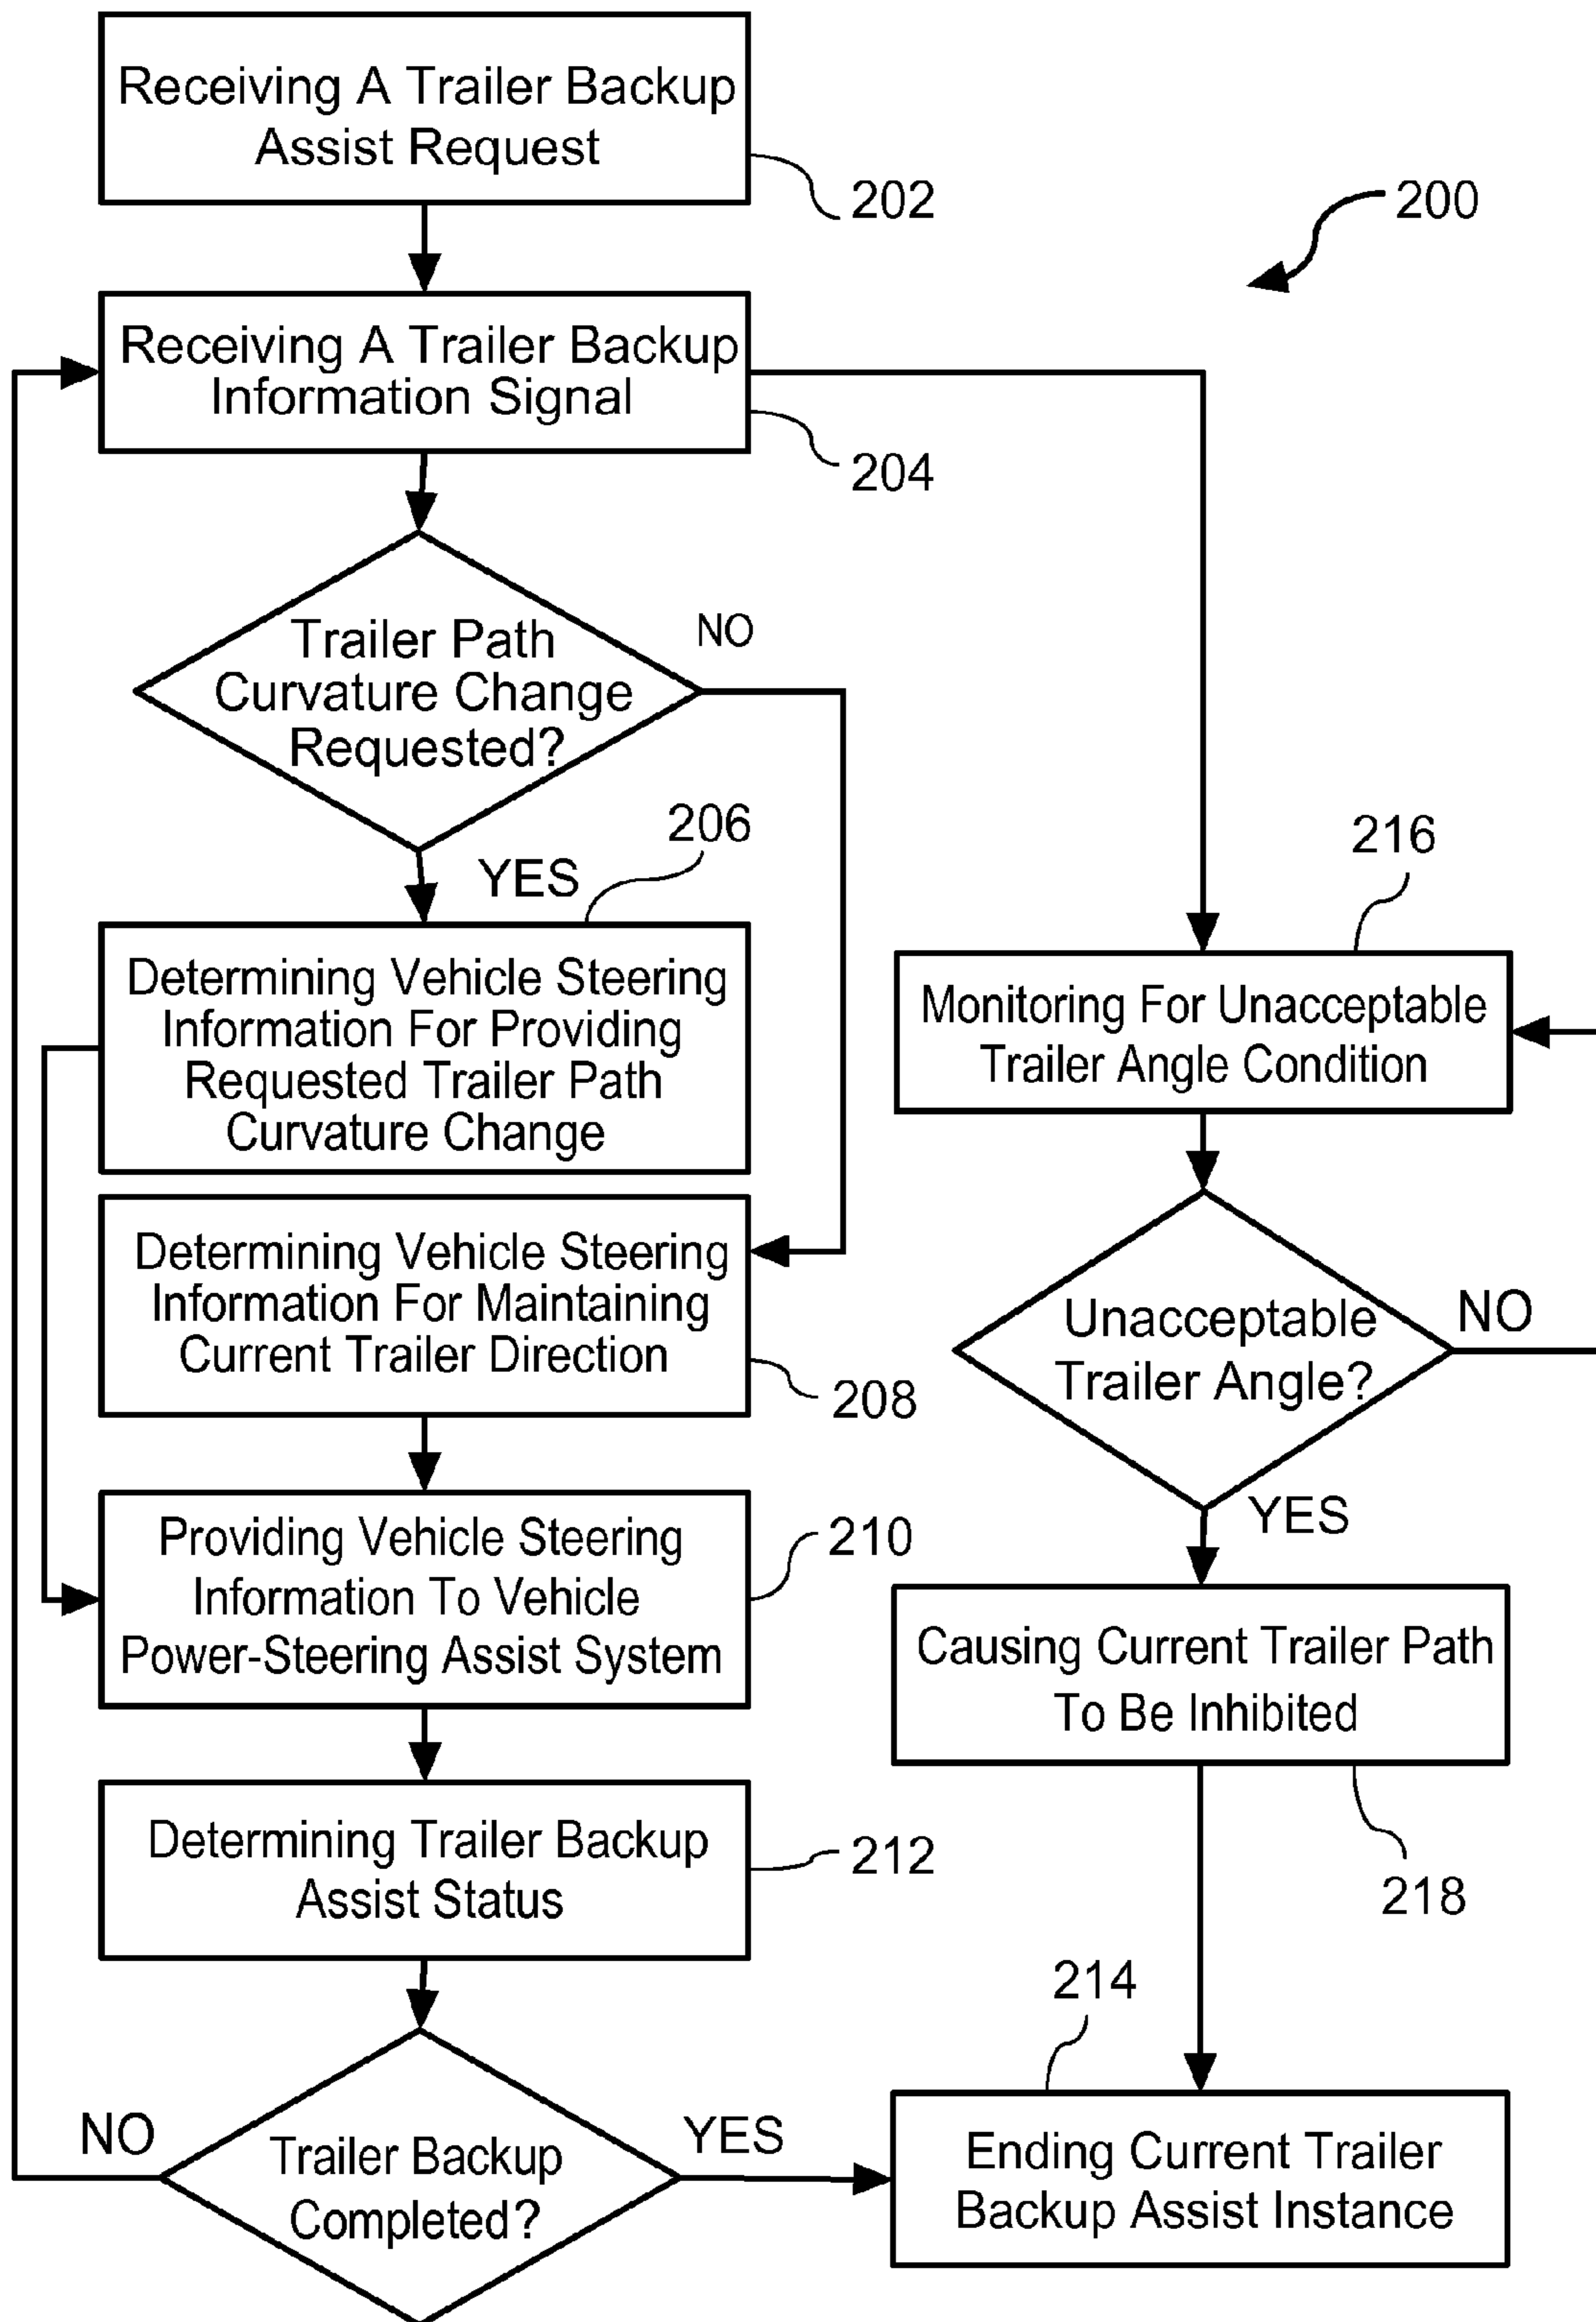 Receiving A Trailer Backup
Assist Request
202
200
Receiving A Trailer Backup
Information Signal
204
Trailer Path
Curvature Change
Requested?
NO
YES
206
Determining Vehicle Steering
Information For Providing
Requested Trailer Path
Curvature Change
Determining Vehicle Steering
Information For Maintaining
Current Trailer Direction
208
Providing Vehicle Steering
Information To Vehicle
Power-Steering Assist System
210
Determining Trailer Backup
Assist Status
212
Trailer Backup
Completed?
NO
YES
216
Monitoring For Unacceptable
Trailer Angle Condition
Unacceptable
Trailer Angle?
NO
YES
Causing Current Trailer Path
To Be Inhibited
218
214
Ending Current Trailer
Backup Assist Instance